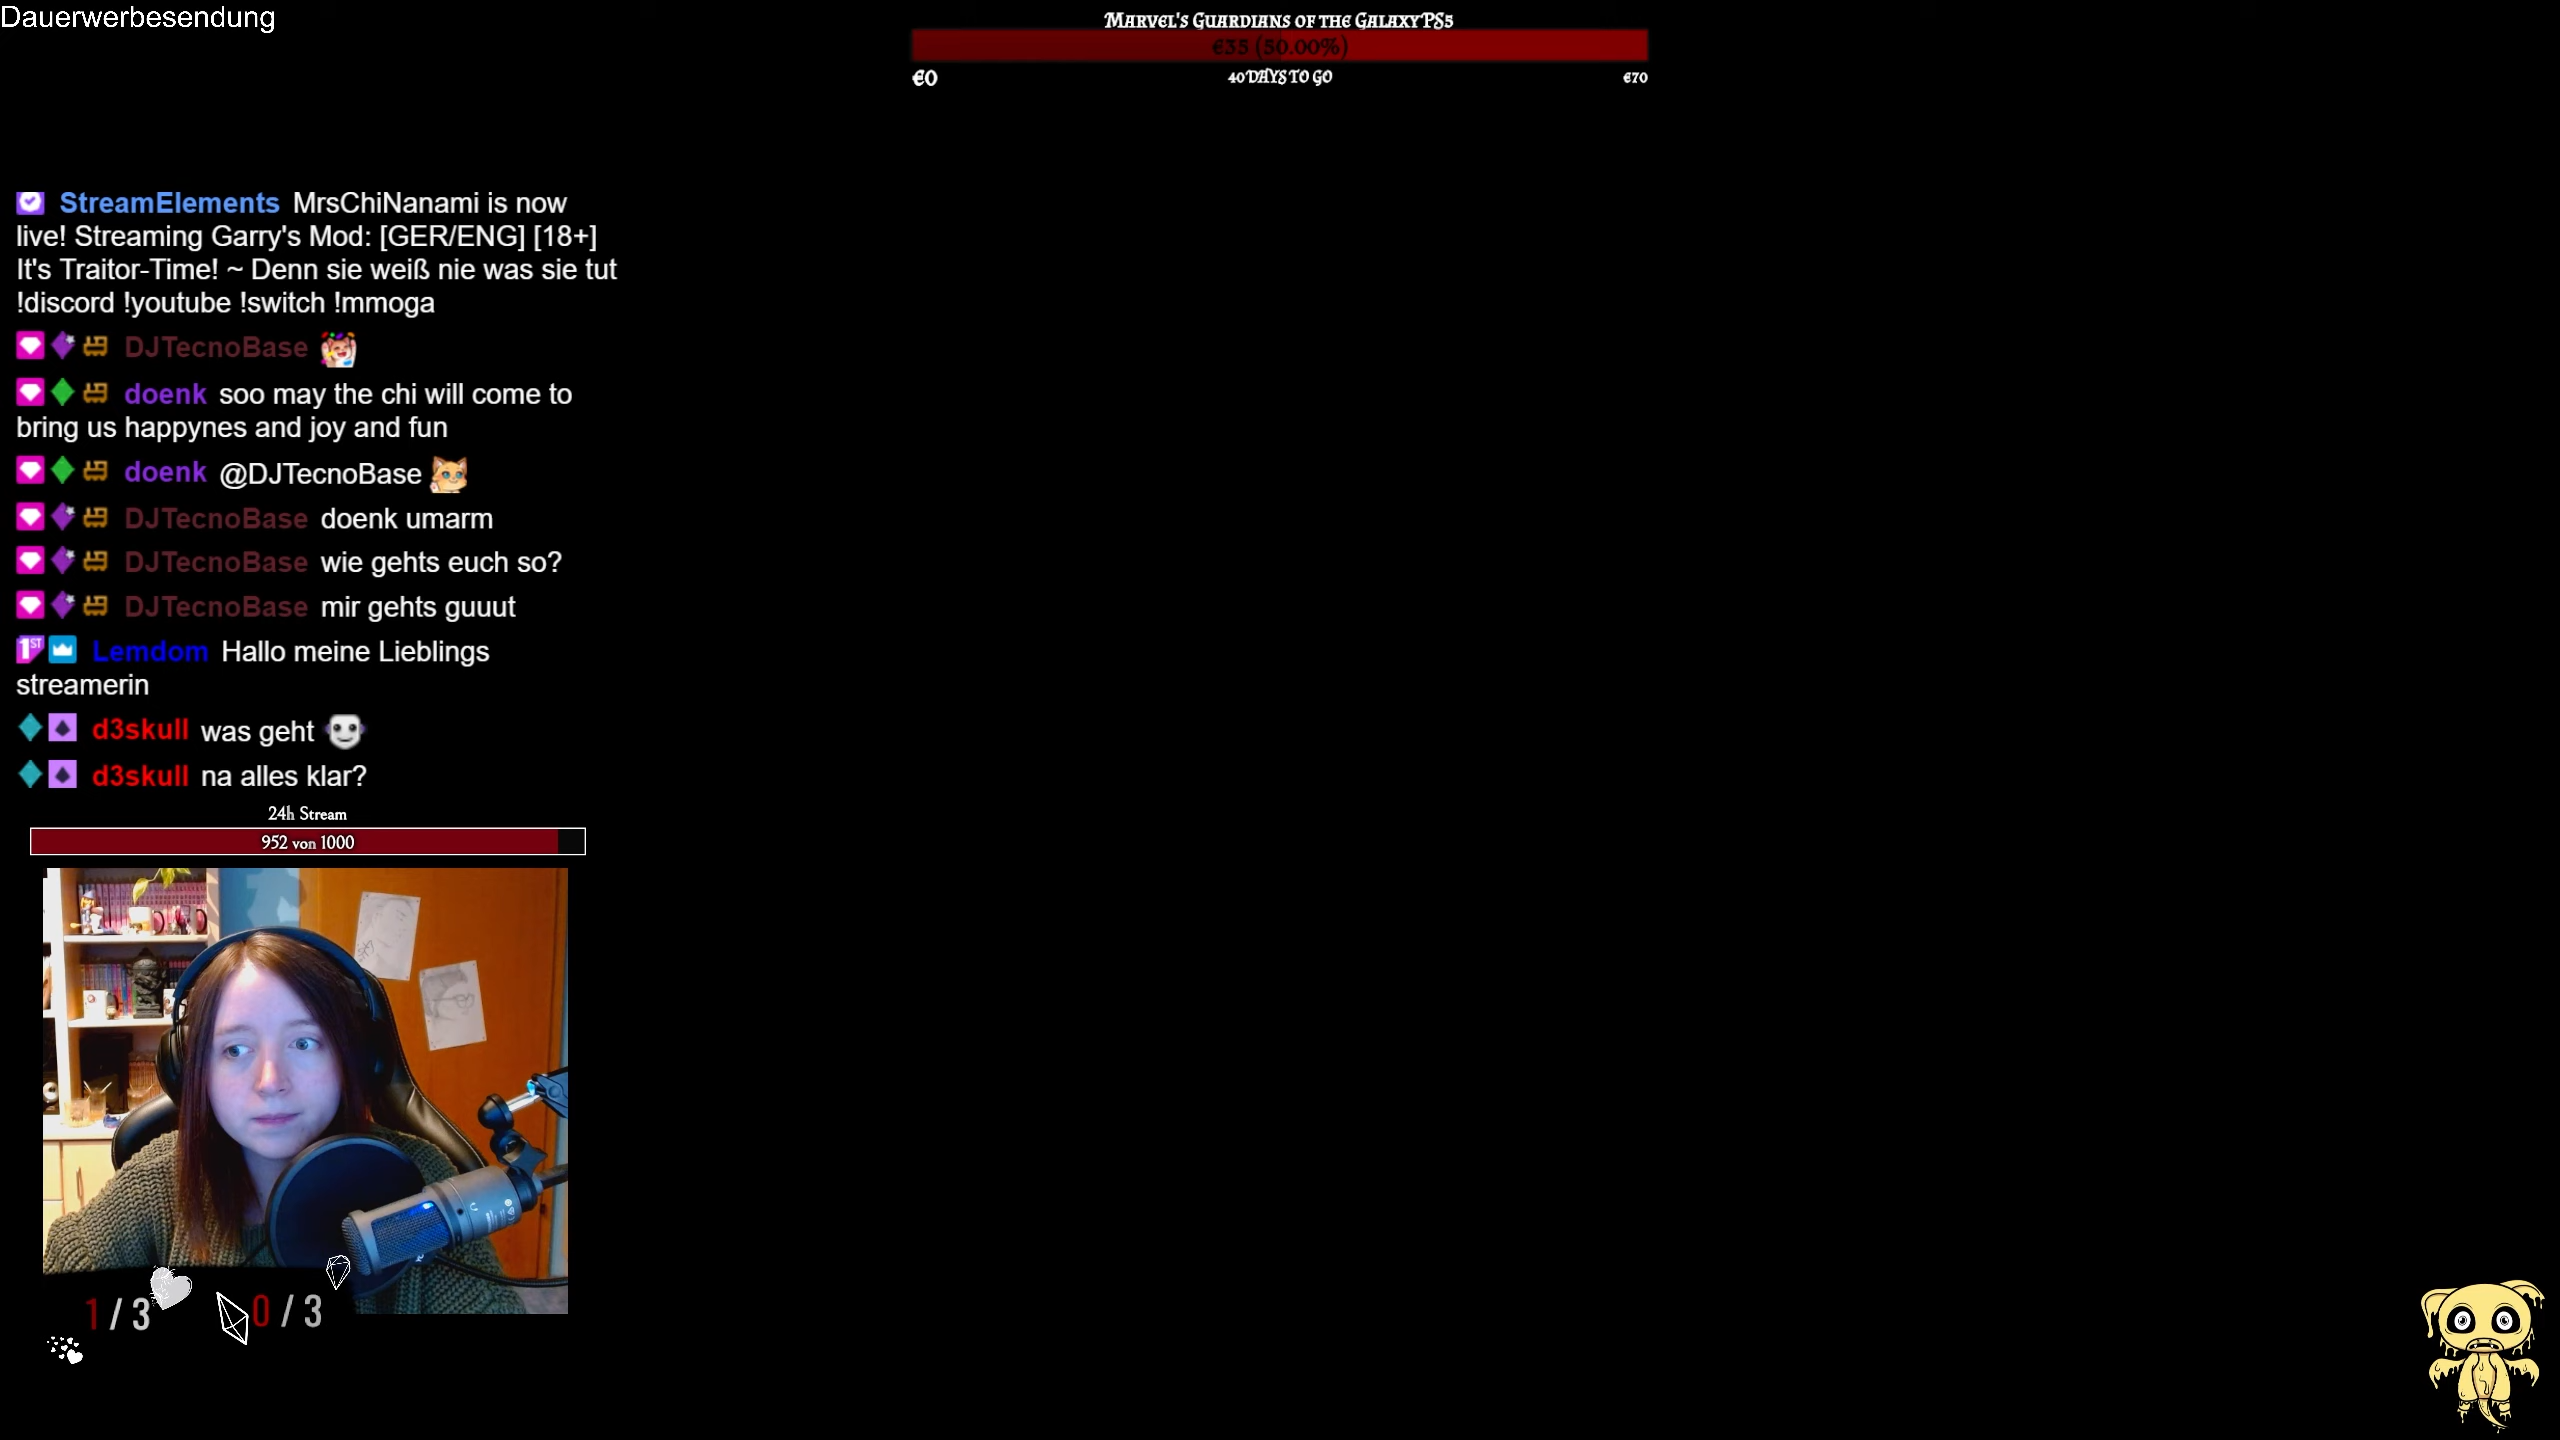 Dauerwerbesendung
Marvel's Guardians of the Galaxy PS5
€35 (50.00%)
€0
40 days to go
€70
StreamElements MrsChiNanami is now
live! Streaming Garry's Mod: [GER/ENG] [18+]
It's Traitor-Time! ~ Denn sie weiß nie was sie tut
!discord !youtube !switch !mmoga
DJTecnoBase
doenk soo may the chi will come to
bring us happynes and joy and fun
doenk @DJTecnoBase
DJTecnoBase doenk umarm
DJTecnoBase wie gehts euch so?
DJTecnoBase mir gehts guuut
1ST Lemdom Hallo meine Lieblings
streamerin
d3skull was geht
d3skull na alles klar?
24h Stream
952 von 1000
1 / 3
0 / 3